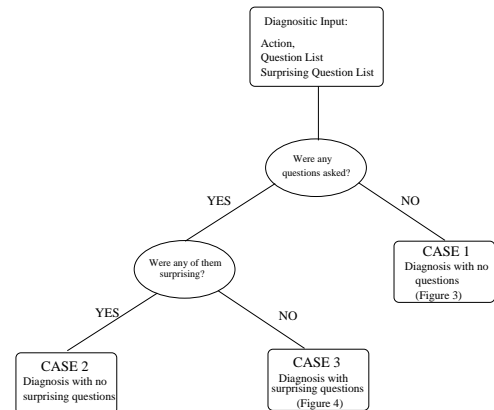 Diagnositic Input:
Action,
Question List
Surprising Question List
Were any
questions asked?
YES
NO
CASE 1
Diagnosis with no
questions
(Figure 3)
Were any of them
surprising?
YES
NO
CASE 2
Diagnosis with no
surprising questions
CASE 3
Diagnosis with
surprising questions
(Figure 4)